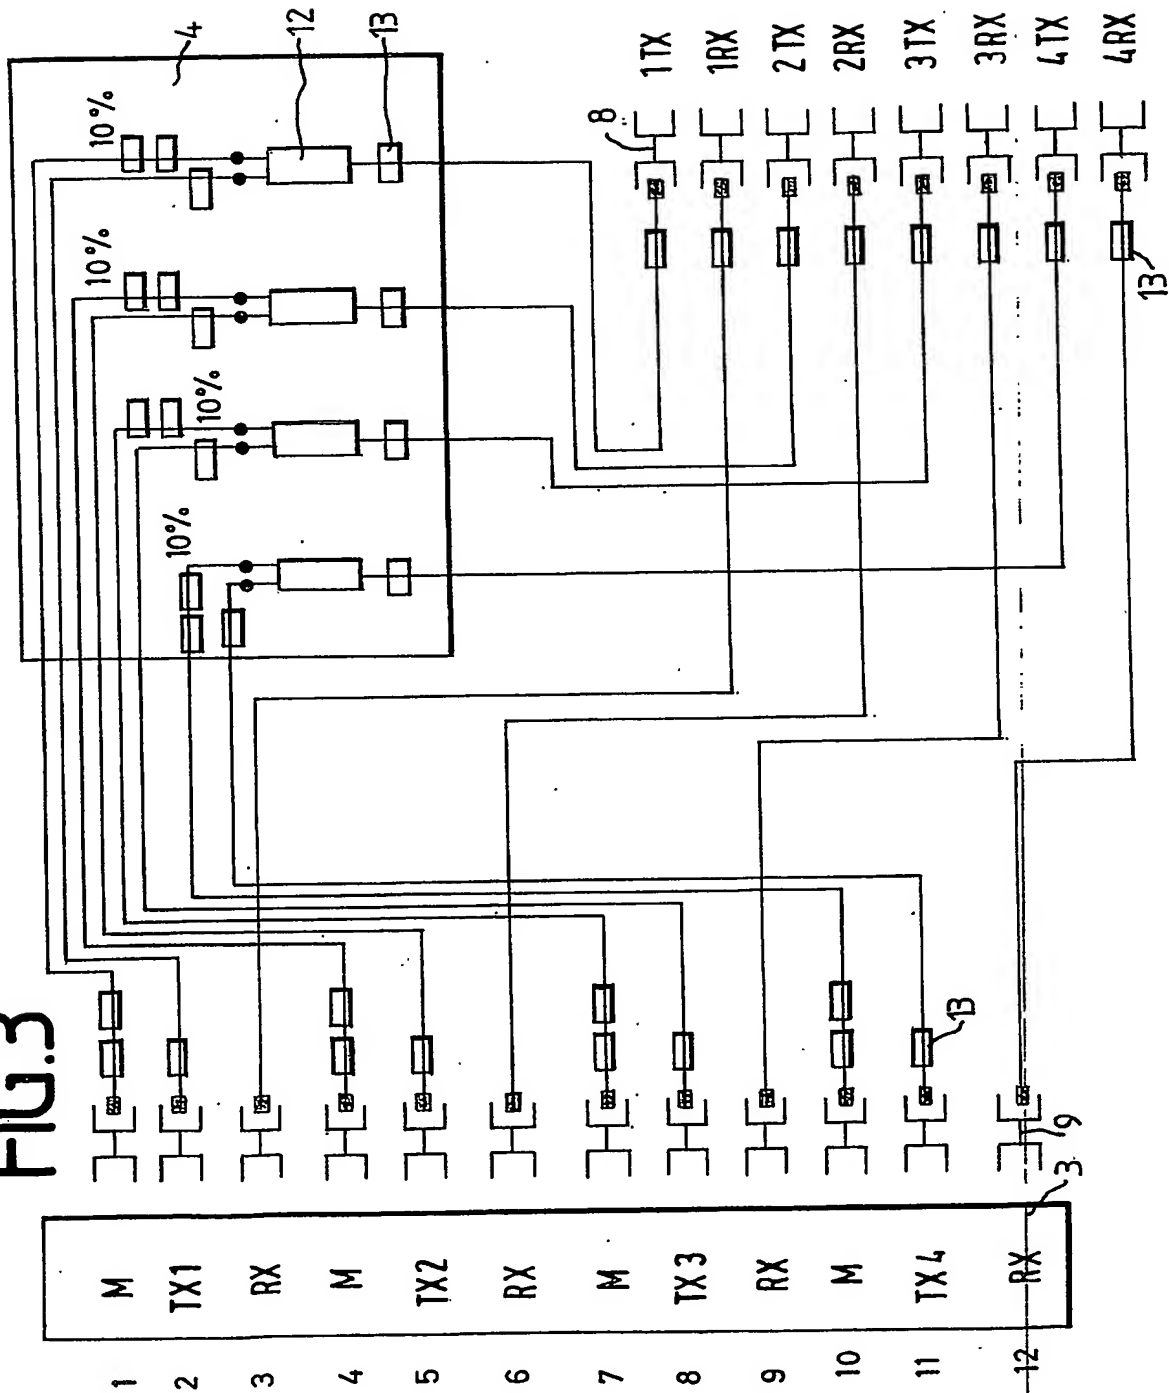 FIG.3
4
12
13
10%
10%
10%
10%
8
1TX
1RX
2TX
2RX
3TX
3RX
4TX
4RX
13
13
9
3
1 M
2 TX1
3 RX
4 M
5 TX2
6 RX
7 M
8 TX3
9 RX
10 M
11 TX4
12 RX